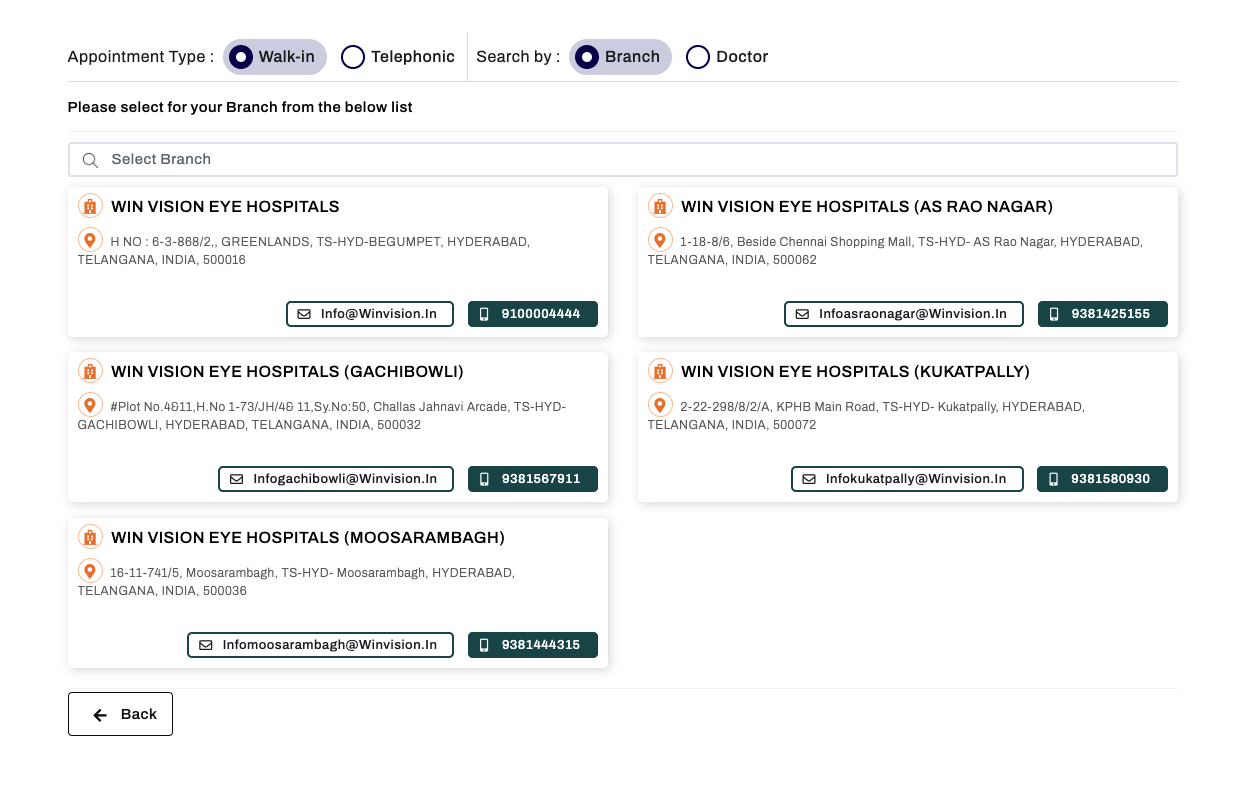 Appointment Type : Walk-in Telephonic Search by : Branch Doctor
Please select for your Branch from the below list
Select Branch
WIN VISION EYE HOSPITALS
H NO : 6-3-868/2,, GREENLANDS, TS-HYD-BEGUMPET, HYDERABAD,
TELANGANA, INDIA, 500016
Info@Winvision.In 9100004444
WIN VISION EYE HOSPITALS (AS RAO NAGAR)
1-18-8/6, Beside Chennai Shopping Mall, TS-HYD- AS Rao Nagar, HYDERABAD,
TELANGANA, INDIA, 500062
Infoasraonagar@Winvision.In 9381425155
WIN VISION EYE HOSPITALS (GACHIBOWLI)
#Plot No.4&11,H.No 1-73/JH/4& 11,Sy.No:50, Challas Jahnavi Arcade, TS-HYD-
GACHIBOWLI, HYDERABAD, TELANGANA, INDIA, 500032
Infogachibowli@Winvision.In 9381567911
WIN VISION EYE HOSPITALS (KUKATPALLY)
2-22-298/8/2/A, KPHB Main Road, TS-HYD- Kukatpally, HYDERABAD,
TELANGANA, INDIA, 500072
Infokukatpally@Winvision.In 9381580930
WIN VISION EYE HOSPITALS (MOOSARAMBAGH)
16-11-741/5, Moosarambagh, TS-HYD- Moosarambagh, HYDERABAD,
TELANGANA, INDIA, 500036
Infomoosarambagh@Winvision.In 9381444315
Back